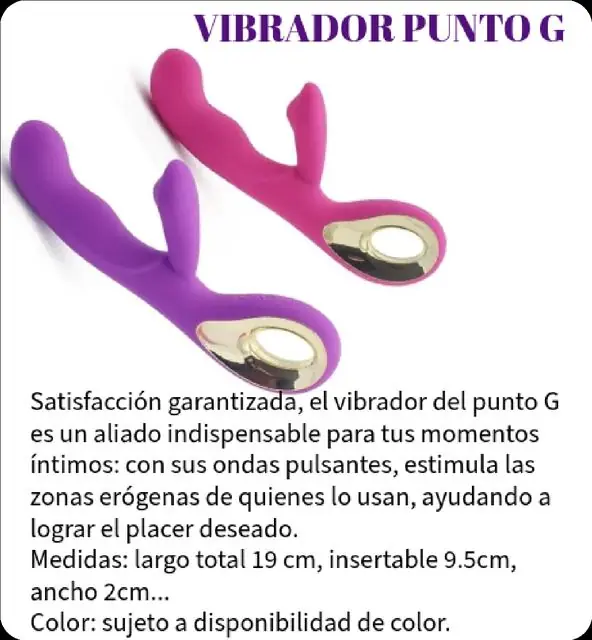 VIBRADOR PUNTO G
Satisfacción garantizada, el vibrador del punto G
es un aliado indispensable para tus momentos
íntimos: con sus ondas pulsantes, estimula las
zonas erógenas de quienes lo usan, ayudando a
lograr el placer deseado.
Medidas: largo total 19 cm, insertable 9.5cm,
ancho 2cm...
Color: sujeto a disponibilidad de color.